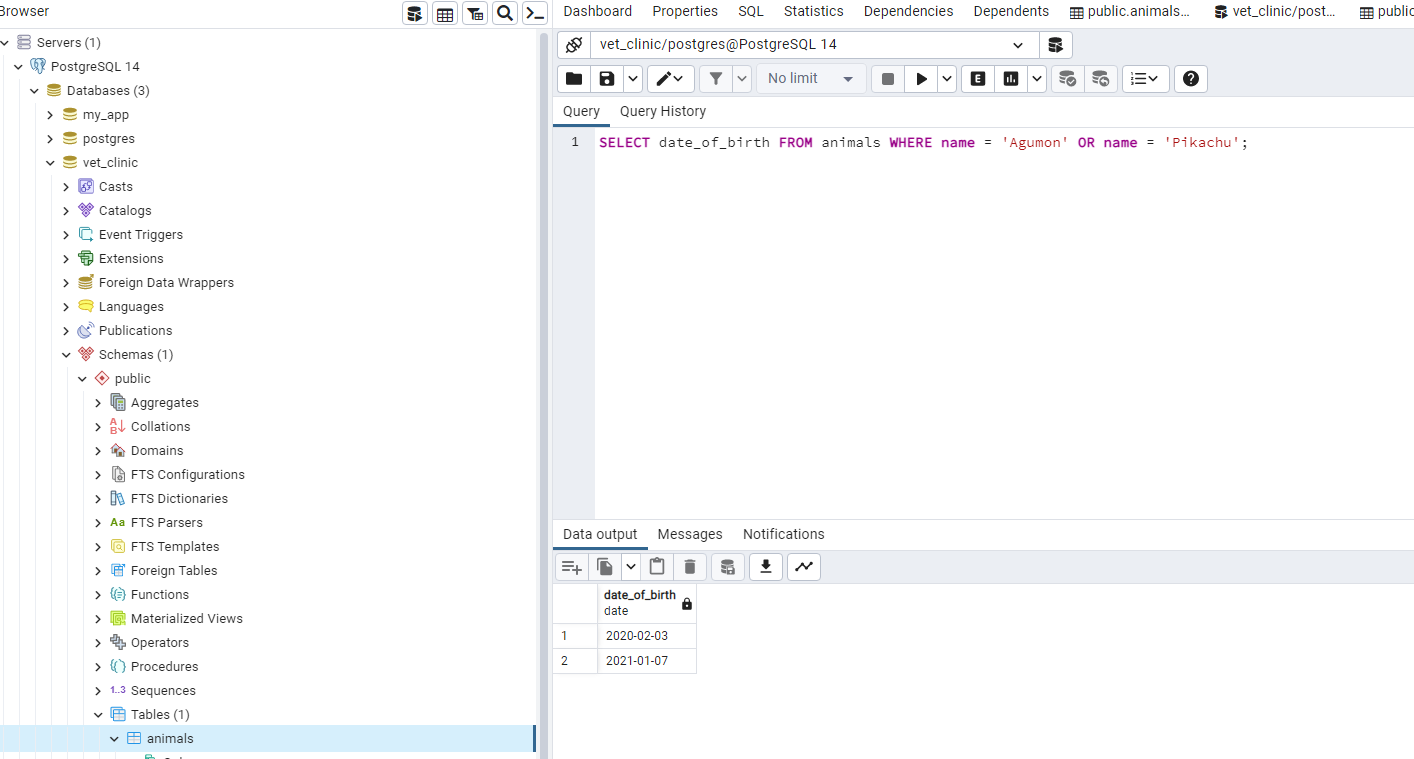 Browser
Servers (1)
PostgreSQL 14
Databases (3)
my_app
postgres
vet_clinic
Casts
Catalogs
Event Triggers
Extensions
Foreign Data Wrappers
Languages
Publications
Schemas (1)
public
Aggregates
Collations
Domains
FTS Configurations
FTS Dictionaries
Aa FTS Parsers
FTS Templates
Foreign Tables
Functions
Materialized Views
Operators
Procedures
1..3 Sequences
Tables (1)
animals
Dashboard Properties SQL Statistics Dependencies Dependents public.animals... vet_clinic/post... public
vet_clinic/postgres@PostgreSQL 14
No limit E
Query Query History
1 SELECT date_of_birth FROM animals WHERE name = 'Agumon' OR name = 'Pikachu';
Data output Messages Notifications
date_of_birth
date
1 2020-02-03
2 2021-01-07